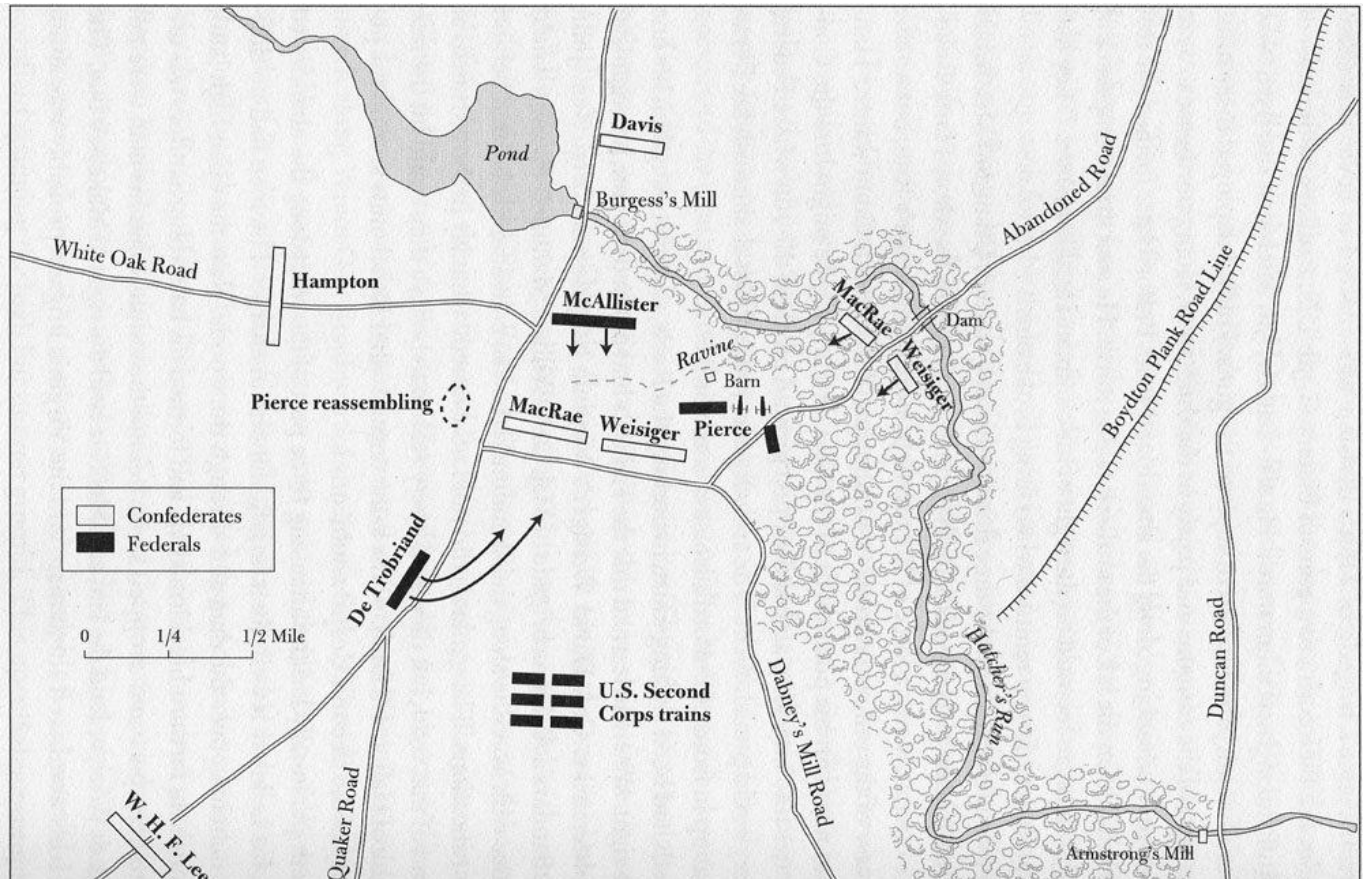 Davis
Pond
Burgess's Mill
Abandoned Road
White Oak Road
Hampton
McAllister
MacRae
Dam
Boydton Plank Road Line
Ravine
Weisiger
Barn
Pierce reassembling
MacRae
Weisiger
Pierce
Confederates
Federals
De Trobriand
0 1/4 1/2 Mile
U.S. Second
Corps trains
Dabney's Mill Road
Hatcher's Run
Duncan Road
W. H. F. Lee
Quaker Road
Armstrong's Mill